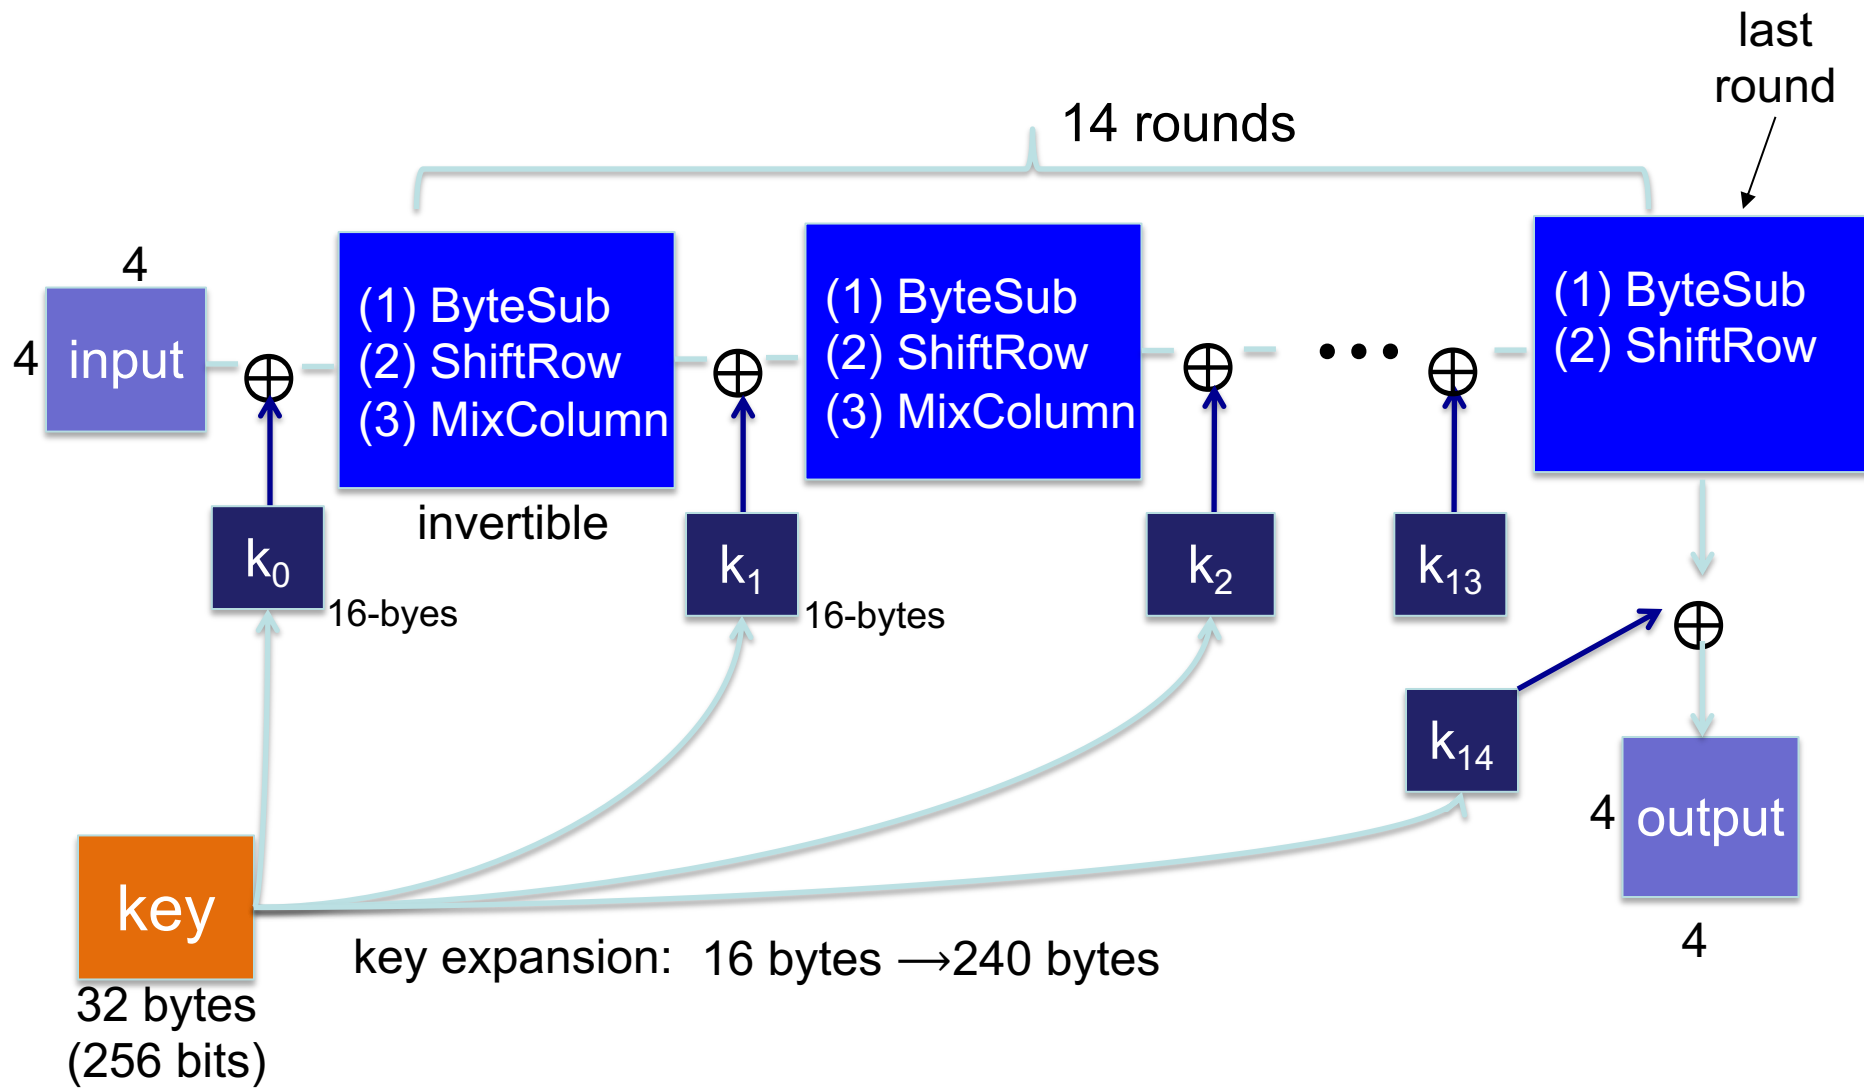 last
round
14 rounds
4
4
input
(1) ByteSub
(2) ShiftRow
(3) MixColumn
invertible
(1) ByteSub
(2) ShiftRow
(3) MixColumn
• • •
(1) ByteSub
(2) ShiftRow
k0
16-byes
k1
16-bytes
k2
k13
k14
4
output
4
key
32 bytes
(256 bits)
key expansion: 16 bytes →240 bytes